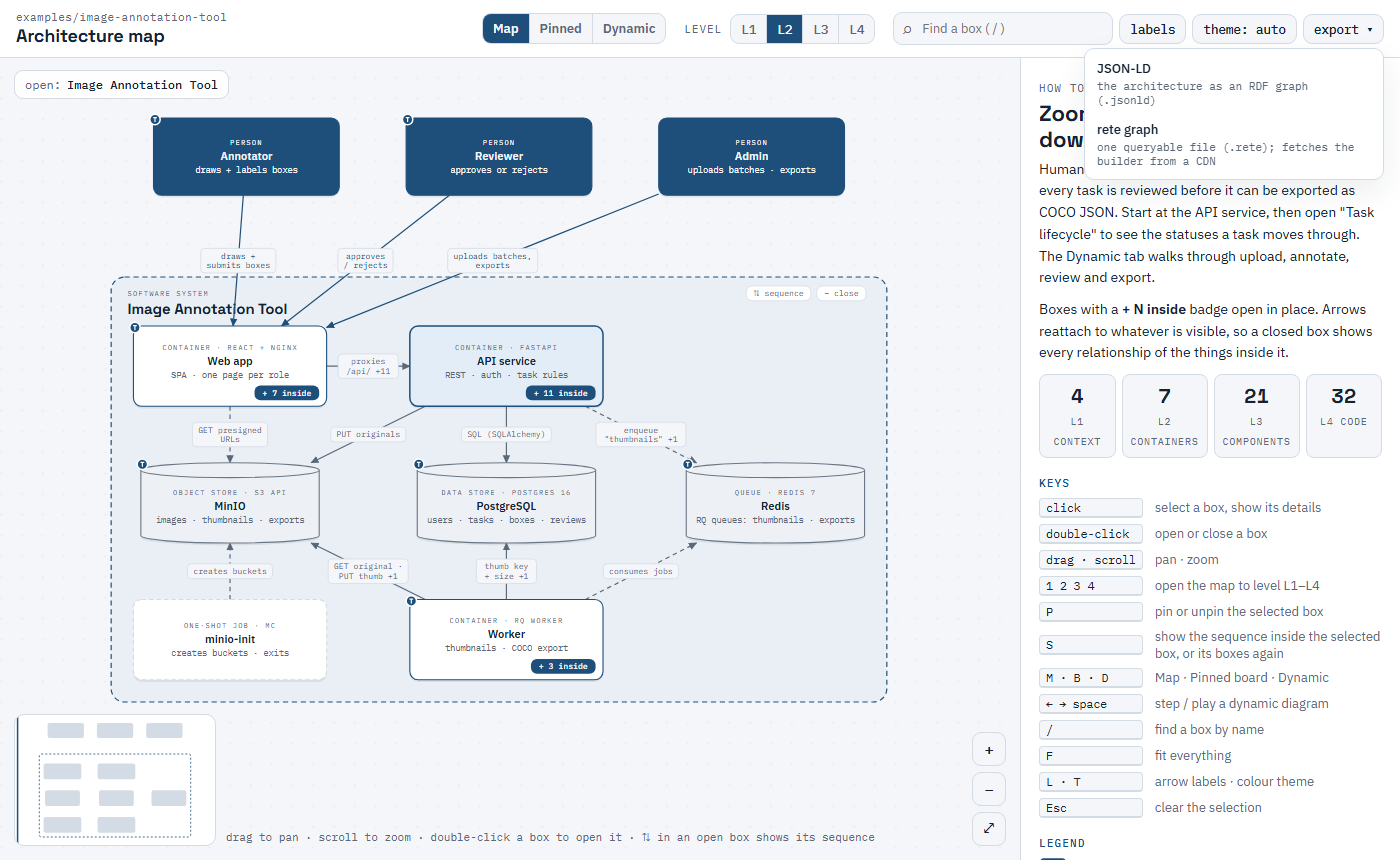 examples/image-annotation-tool
Architecture map
Map Pinned Dynamic
LEVEL L1 L2 L3 L4
Find a box ( / )
labels
theme: auto
export ▾
JSON-LD
the architecture as an RDF graph
(.jsonld)
rete graph
one queryable file (.rete); fetches the
builder from a CDN
open: Image Annotation Tool
T
PERSON
Annotator
draws + labels boxes
T
PERSON
Reviewer
approves or rejects
PERSON
Admin
uploads batches · exports
draws +
submits boxes
approves
/ rejects
uploads batches,
exports
SOFTWARE SYSTEM
Image Annotation Tool
⇅ sequence
− close
T
CONTAINER · REACT + NGINX
Web app
SPA · one page per role
+ 7 inside
proxies
/api/ +11
CONTAINER · FASTAPI
API service
REST · auth · task rules
+ 11 inside
GET presigned
URLs
PUT originals
SQL (SQLAlchemy)
enqueue
"thumbnails" +1
T
OBJECT STORE · S3 API
MinIO
images · thumbnails · exports
T
DATA STORE · POSTGRES 16
PostgreSQL
users · tasks · boxes · reviews
T
QUEUE · REDIS 7
Redis
RQ queues: thumbnails · exports
creates buckets
GET original ·
PUT thumb +1
thumb key
+ size +1
consumes jobs
ONE-SHOT JOB · MC
minio-init
creates buckets · exits
T
CONTAINER · RQ WORKER
Worker
thumbnails · COCO export
+ 3 inside
+
−
⤢
drag to pan · scroll to zoom · double-click a box to open it · ⇅ in an open box shows its sequence
HOW TO
Zoo
dow
Human
every task is reviewed before it can be exported as
COCO JSON. Start at the API service, then open "Task
lifecycle" to see the statuses a task moves through.
The Dynamic tab walks through upload, annotate,
review and export.
Boxes with a + N inside badge open in place. Arrows
reattach to whatever is visible, so a closed box shows
every relationship of the things inside it.
4
L1
CONTEXT
7
L2
CONTAINERS
21
L3
COMPONENTS
32
L4 CODE
KEYS
click select a box, show its details
double-click open or close a box
drag · scroll pan · zoom
1 2 3 4 open the map to level L1–L4
P pin or unpin the selected box
S show the sequence inside the selected
box, or its boxes again
M · B · D Map · Pinned board · Dynamic
← → space step / play a dynamic diagram
/ find a box by name
F fit everything
L · T arrow labels · colour theme
Esc clear the selection
LEGEND